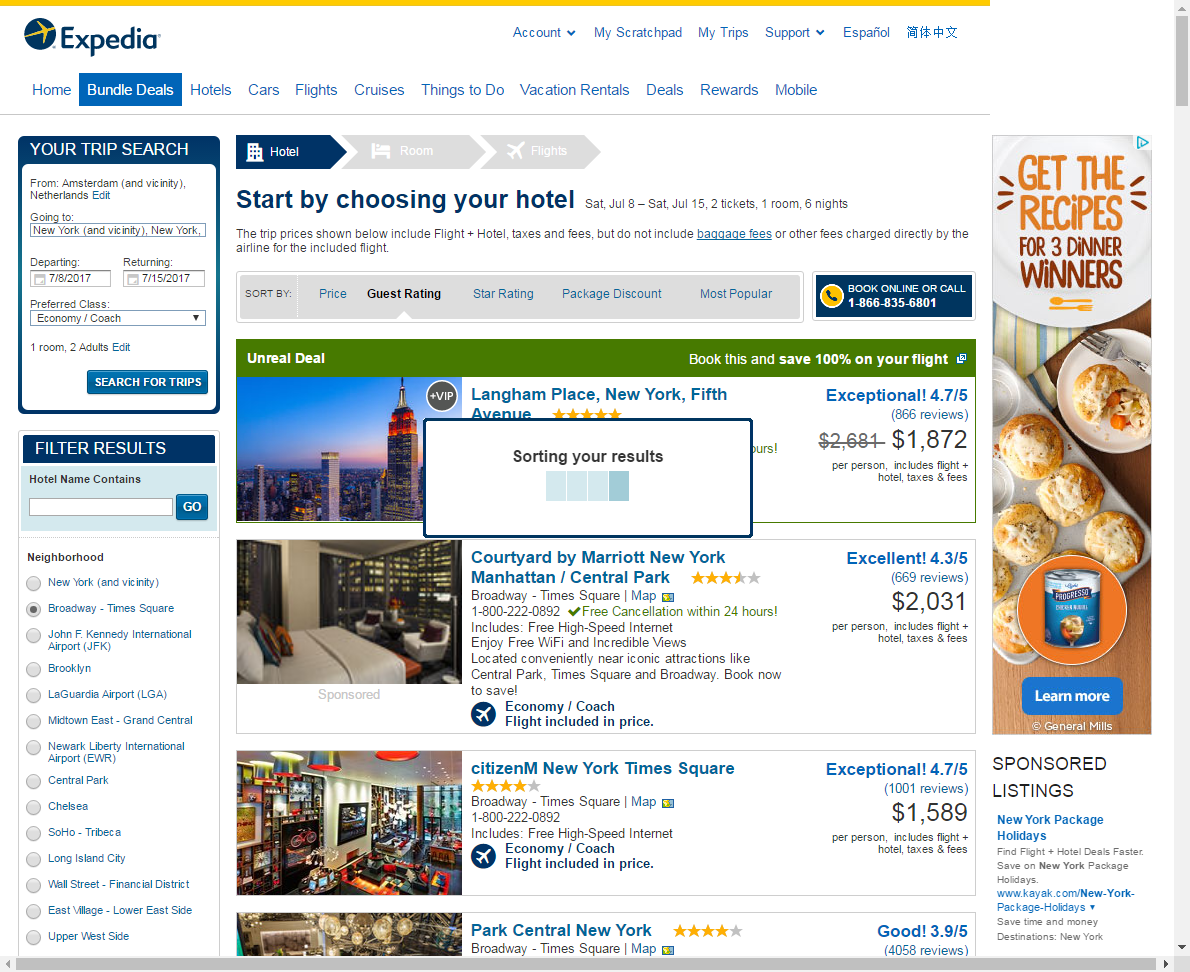 Expedia
Account
My Scratchpad
My Trips
Support
Español
简体中文
Home
Bundle Deals
Hotels
Cars
Flights
Cruises
Things to Do
Vacation Rentals
Deals
Rewards
Mobile
YOUR TRIP SEARCH
From: Amsterdam (and vicinity),
Netherlands Edit
Going to:
New York (and vicinity), New York,
Departing:
Returning:
7/8/2017
7/15/2017
Preferred Class:
Economy / Coach
1 room, 2 Adults Edit
SEARCH FOR TRIPS
FILTER RESULTS
Hotel Name Contains
GO
Neighborhood
New York (and vicinity)
Broadway - Times Square
John F. Kennedy International
Airport (JFK)
Brooklyn
LaGuardia Airport (LGA)
Midtown East - Grand Central
Newark Liberty International
Airport (EWR)
Central Park
Chelsea
SoHo - Tribeca
Long Island City
Wall Street - Financial District
East Village - Lower East Side
Upper West Side
Hotel
Room
Flights
Start by choosing your hotel
Sat, Jul 8 – Sat, Jul 15, 2 tickets, 1 room, 6 nights
The trip prices shown below include Flight + Hotel, taxes and fees, but do not include baggage fees or other fees charged directly by the
airline for the included flight.
SORT BY:
Price
Guest Rating
Star Rating
Package Discount
Most Popular
BOOK ONLINE OR CALL
1-866-835-6801
Unreal Deal
Book this and save 100% on your flight
+VIP
Langham Place, New York, Fifth
Avenue
ours!
Exceptional! 4.7/5
(866 reviews)
$2,681 $1,872
per person, includes flight +
hotel, taxes & fees
Sorting your results
Sponsored
Courtyard by Marriott New York
Manhattan / Central Park
Broadway - Times Square | Map
1-800-222-0892 Free Cancellation within 24 hours!
Includes: Free High-Speed Internet
Enjoy Free WiFi and Incredible Views
Located conveniently near iconic attractions like
Central Park, Times Square and Broadway. Book now
to save!
Economy / Coach
Flight included in price.
Excellent! 4.3/5
(669 reviews)
$2,031
per person, includes flight +
hotel, taxes & fees
citizenM New York Times Square
Broadway - Times Square | Map
1-800-222-0892
Includes: Free High-Speed Internet
Economy / Coach
Flight included in price.
Exceptional! 4.7/5
(1001 reviews)
$1,589
per person, includes flight +
hotel, taxes & fees
Park Central New York
Broadway - Times Square | Map
Good! 3.9/5
(4058 reviews)
GET THE
RECIPES
FOR 3 DINNER
WINNERS
Light
PROGRESSO
CHICKEN NOODLE
Learn more
© General Mills
SPONSORED
LISTINGS
New York Package
Holidays
Find Flight + Hotel Deals Faster.
Save on New York Package
Holidays.
www.kayak.com/New-York-
Package-Holidays
Save time and money
Destinations: New York